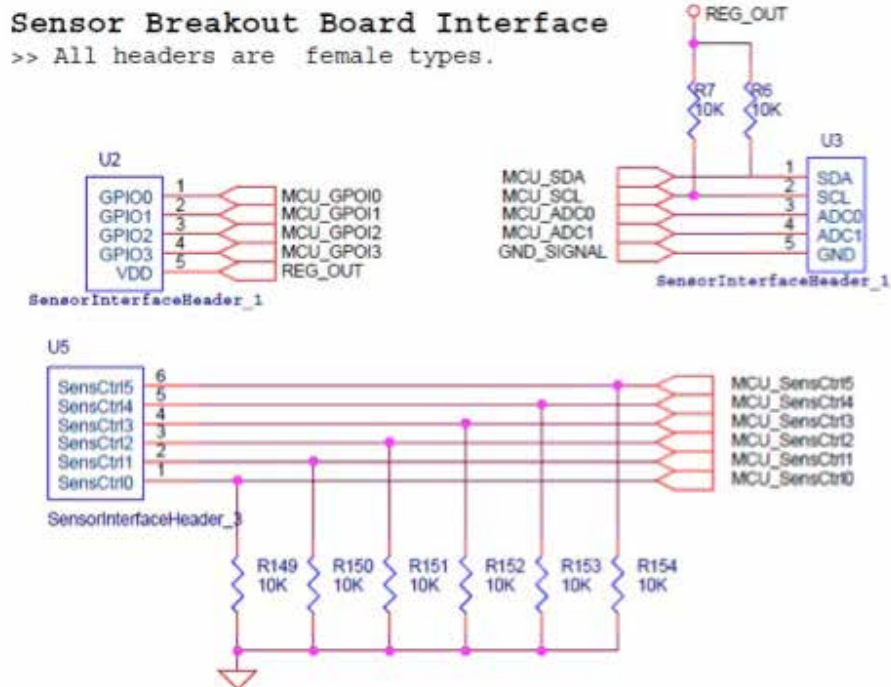 Sensor Breakout Board Interface
>> All headers are female types.
REG_OUT
R7
10K
R6
10K
U2
GPIO0 1 MCU_GPOI0
GPIO1 2 MCU_GPOI1
GPIO2 3 MCU_GPOI2
GPIO3 4 MCU_GPOI3
VDD 5 REG_OUT
SensorInterfaceHeader_1
U3
MCU_SDA 1 SDA
MCU_SCL 2 SCL
MCU_ADC0 3 ADC0
MCU_ADC1 4 ADC1
GND_SIGNAL 5 GND
SensorInterfaceHeader_1
U5
SensCtrl5 6 MCU_SensCtrl5
SensCtrl4 5 MCU_SensCtrl4
SensCtrl3 4 MCU_SensCtrl3
SensCtrl2 3 MCU_SensCtrl2
SensCtrl1 2 MCU_SensCtrl1
SensCtrl0 1 MCU_SensCtrl0
SensorInterfaceHeader_3
R149 R150 R151 R152 R153 R154
10K 10K 10K 10K 10K 10K